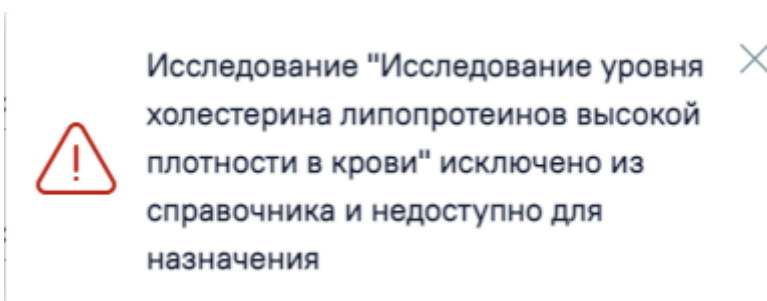 Исследование "Исследование уровня
холестерина липопротеинов высокой
плотности в крови" исключено из
справочника и недоступно для
назначения